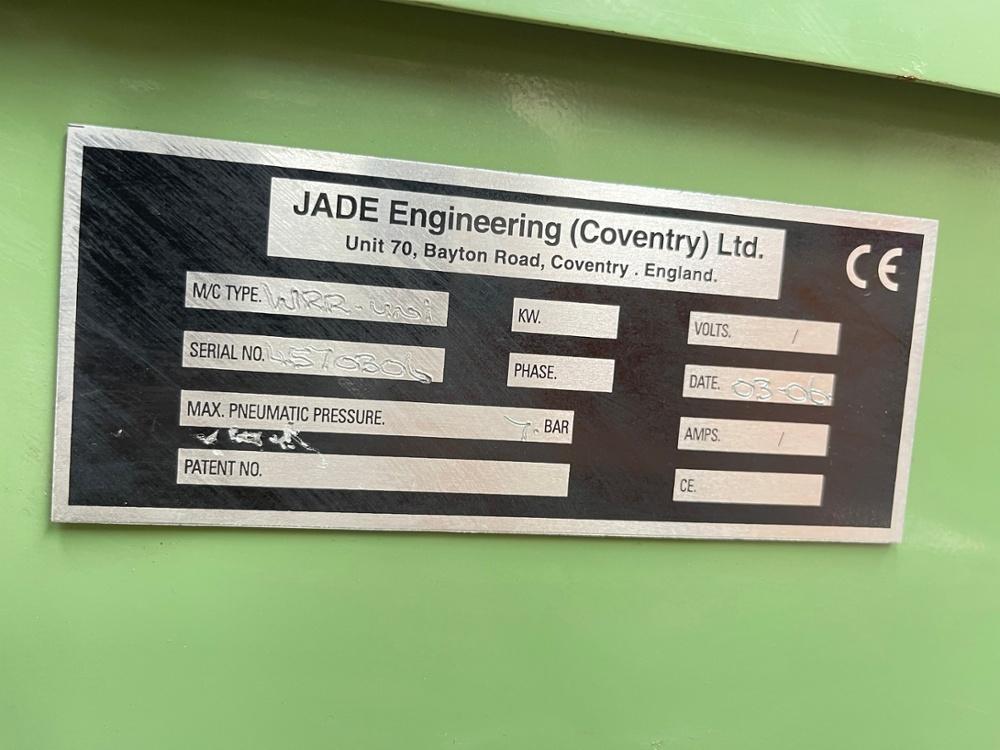 JADE Engineering (Coventry) Ltd.
Unit 70, Bayton Road, Coventry . England.
CE
M/C TYPE. WRR-uni
KW.
VOLTS. /
SERIAL NO.
PHASE.
DATE. 03-06
MAX. PNEUMATIC PRESSURE. 7. BAR
AMPS. /
PATENT NO.
CE.